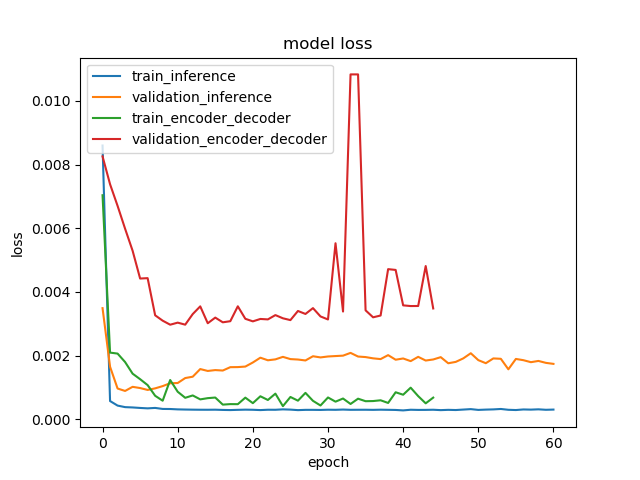 model loss
train_inference
validation_inference
train_encoder_decoder
validation_encoder_decoder
0.010
0.008
0.006
0.004
0.002
0.000
loss
0 10 20 30 40 50 60
epoch